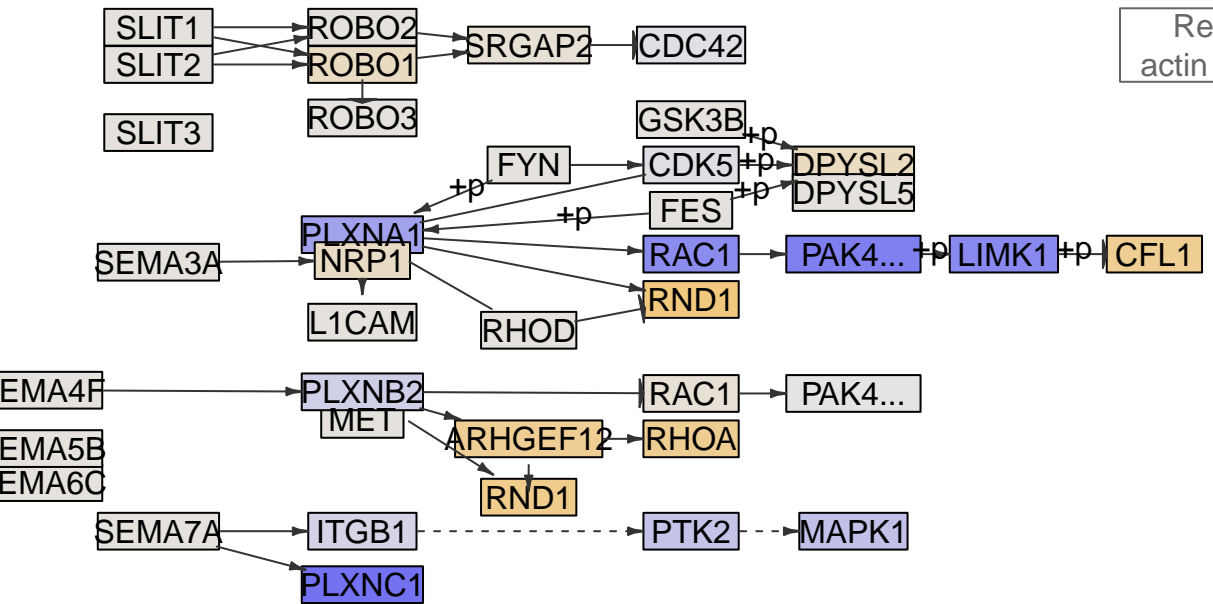 SLIT1
ROBO2
SRGAP2
CDC42
Re
actin
SLIT2
ROBO1
SLIT3
ROBO3
GSK3B
+p
FYN
CDK5
+p
DPYSL2
+p
+p
DPYSL5
FES
+p
PLXNA1
SEMA3A
NRP1
RAC1
PAK4...
+p
LIMK1
+p
CFL1
RND1
L1CAM
RHOD
EMA4F
PLXNB2
RAC1
PAK4...
MET
ARHGEF12
RHOA
EMA5B
EMA6C
RND1
SEMA7A
ITGB1
PTK2
MAPK1
PLXNC1